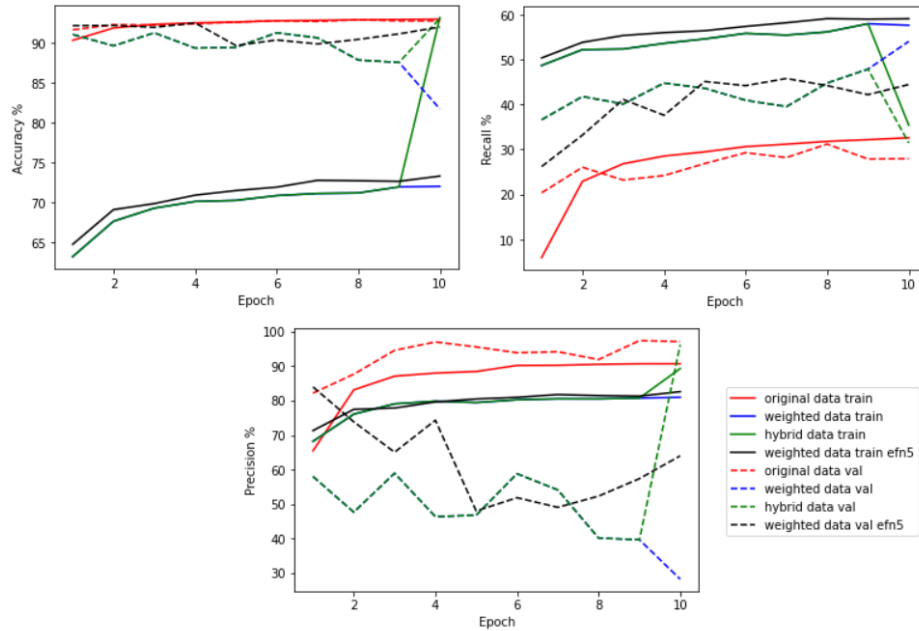 Accuracy %
90
85
80
75
70
65
2 4 6 8 10
Epoch
Recall %
60
50
40
30
20
10
2 4 6 8 10
Epoch
Precision %
100
90
80
70
60
50
40
30
2 4 6 8 10
Epoch
original data train
weighted data train
hybrid data train
weighted data train efn5
original data val
weighted data val
hybrid data val
weighted data val efn5